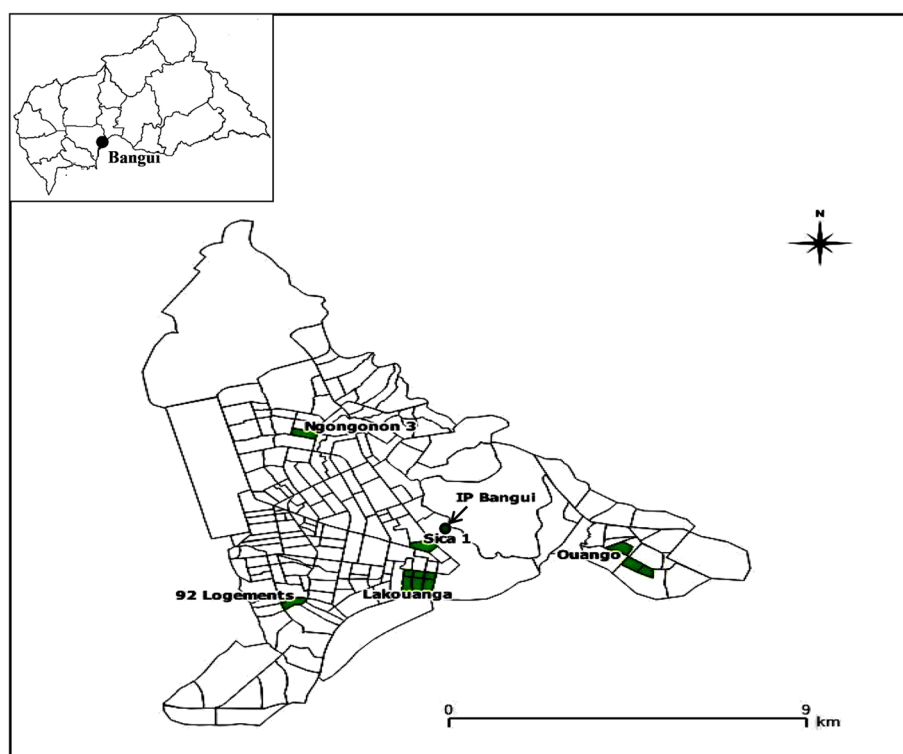 Bangui
N
Ngongonon 3
IP Bangui
Sica 1
Ouango
92 Logements
Lakouanga
0
9
km